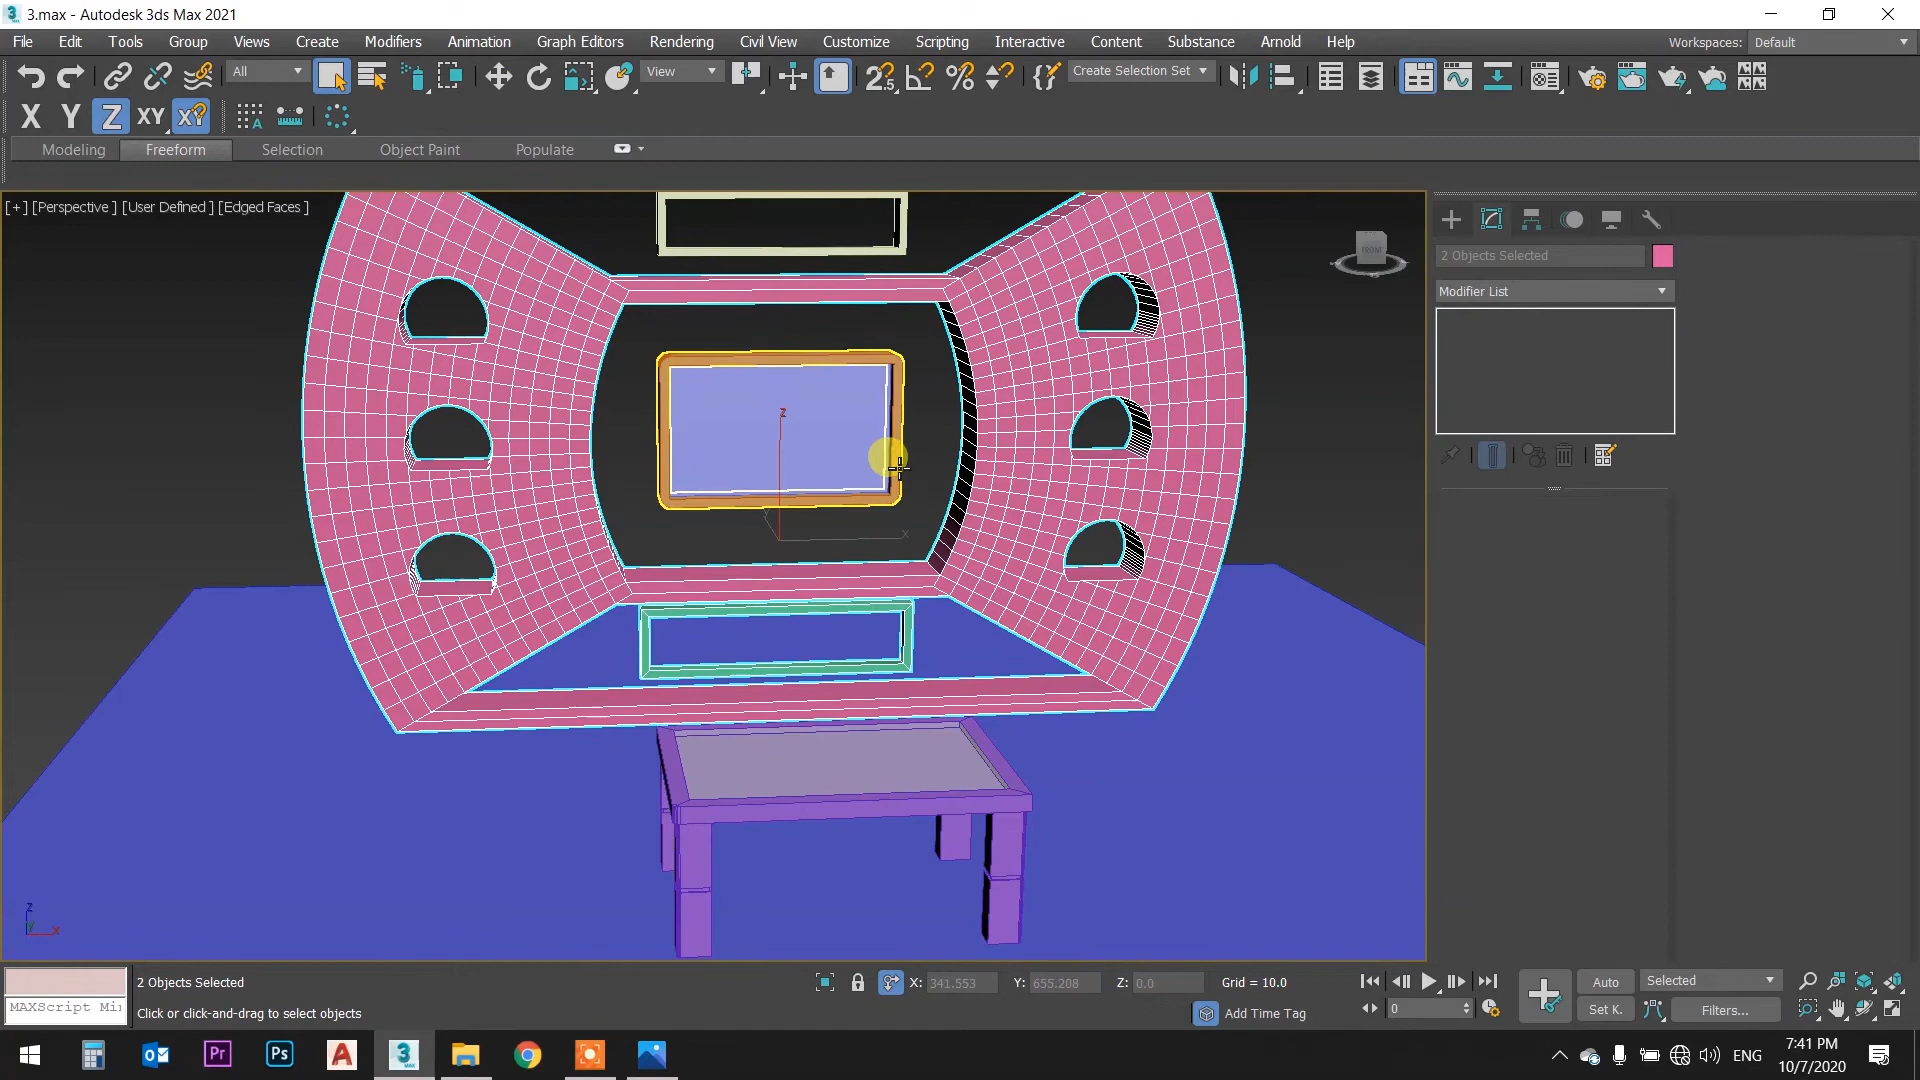 3.max - Autodesk 3ds Max 2021
File Edit Tools Group Views Create Modifiers Animation Graph Editors Rendering Civil View Customize Scripting Interactive Content Substance Arnold Help Workspaces: Default
All View Create Selection Set
X Y Z XY XY
Modeling Freeform Selection Object Paint Populate
[+] [Perspective] [User Defined] [Edged Faces]
FRONT
2 Objects Selected
Modifier List
z
x
z
y x
2 Objects Selected X: 341.553 Y: 655.208 Z: 0.0 Grid = 10.0 Auto Selected
MAXScript Mi Click or click-and-drag to select objects Add Time Tag 0 Set K. Filters...
ENG 7:41 PM
10/7/2020